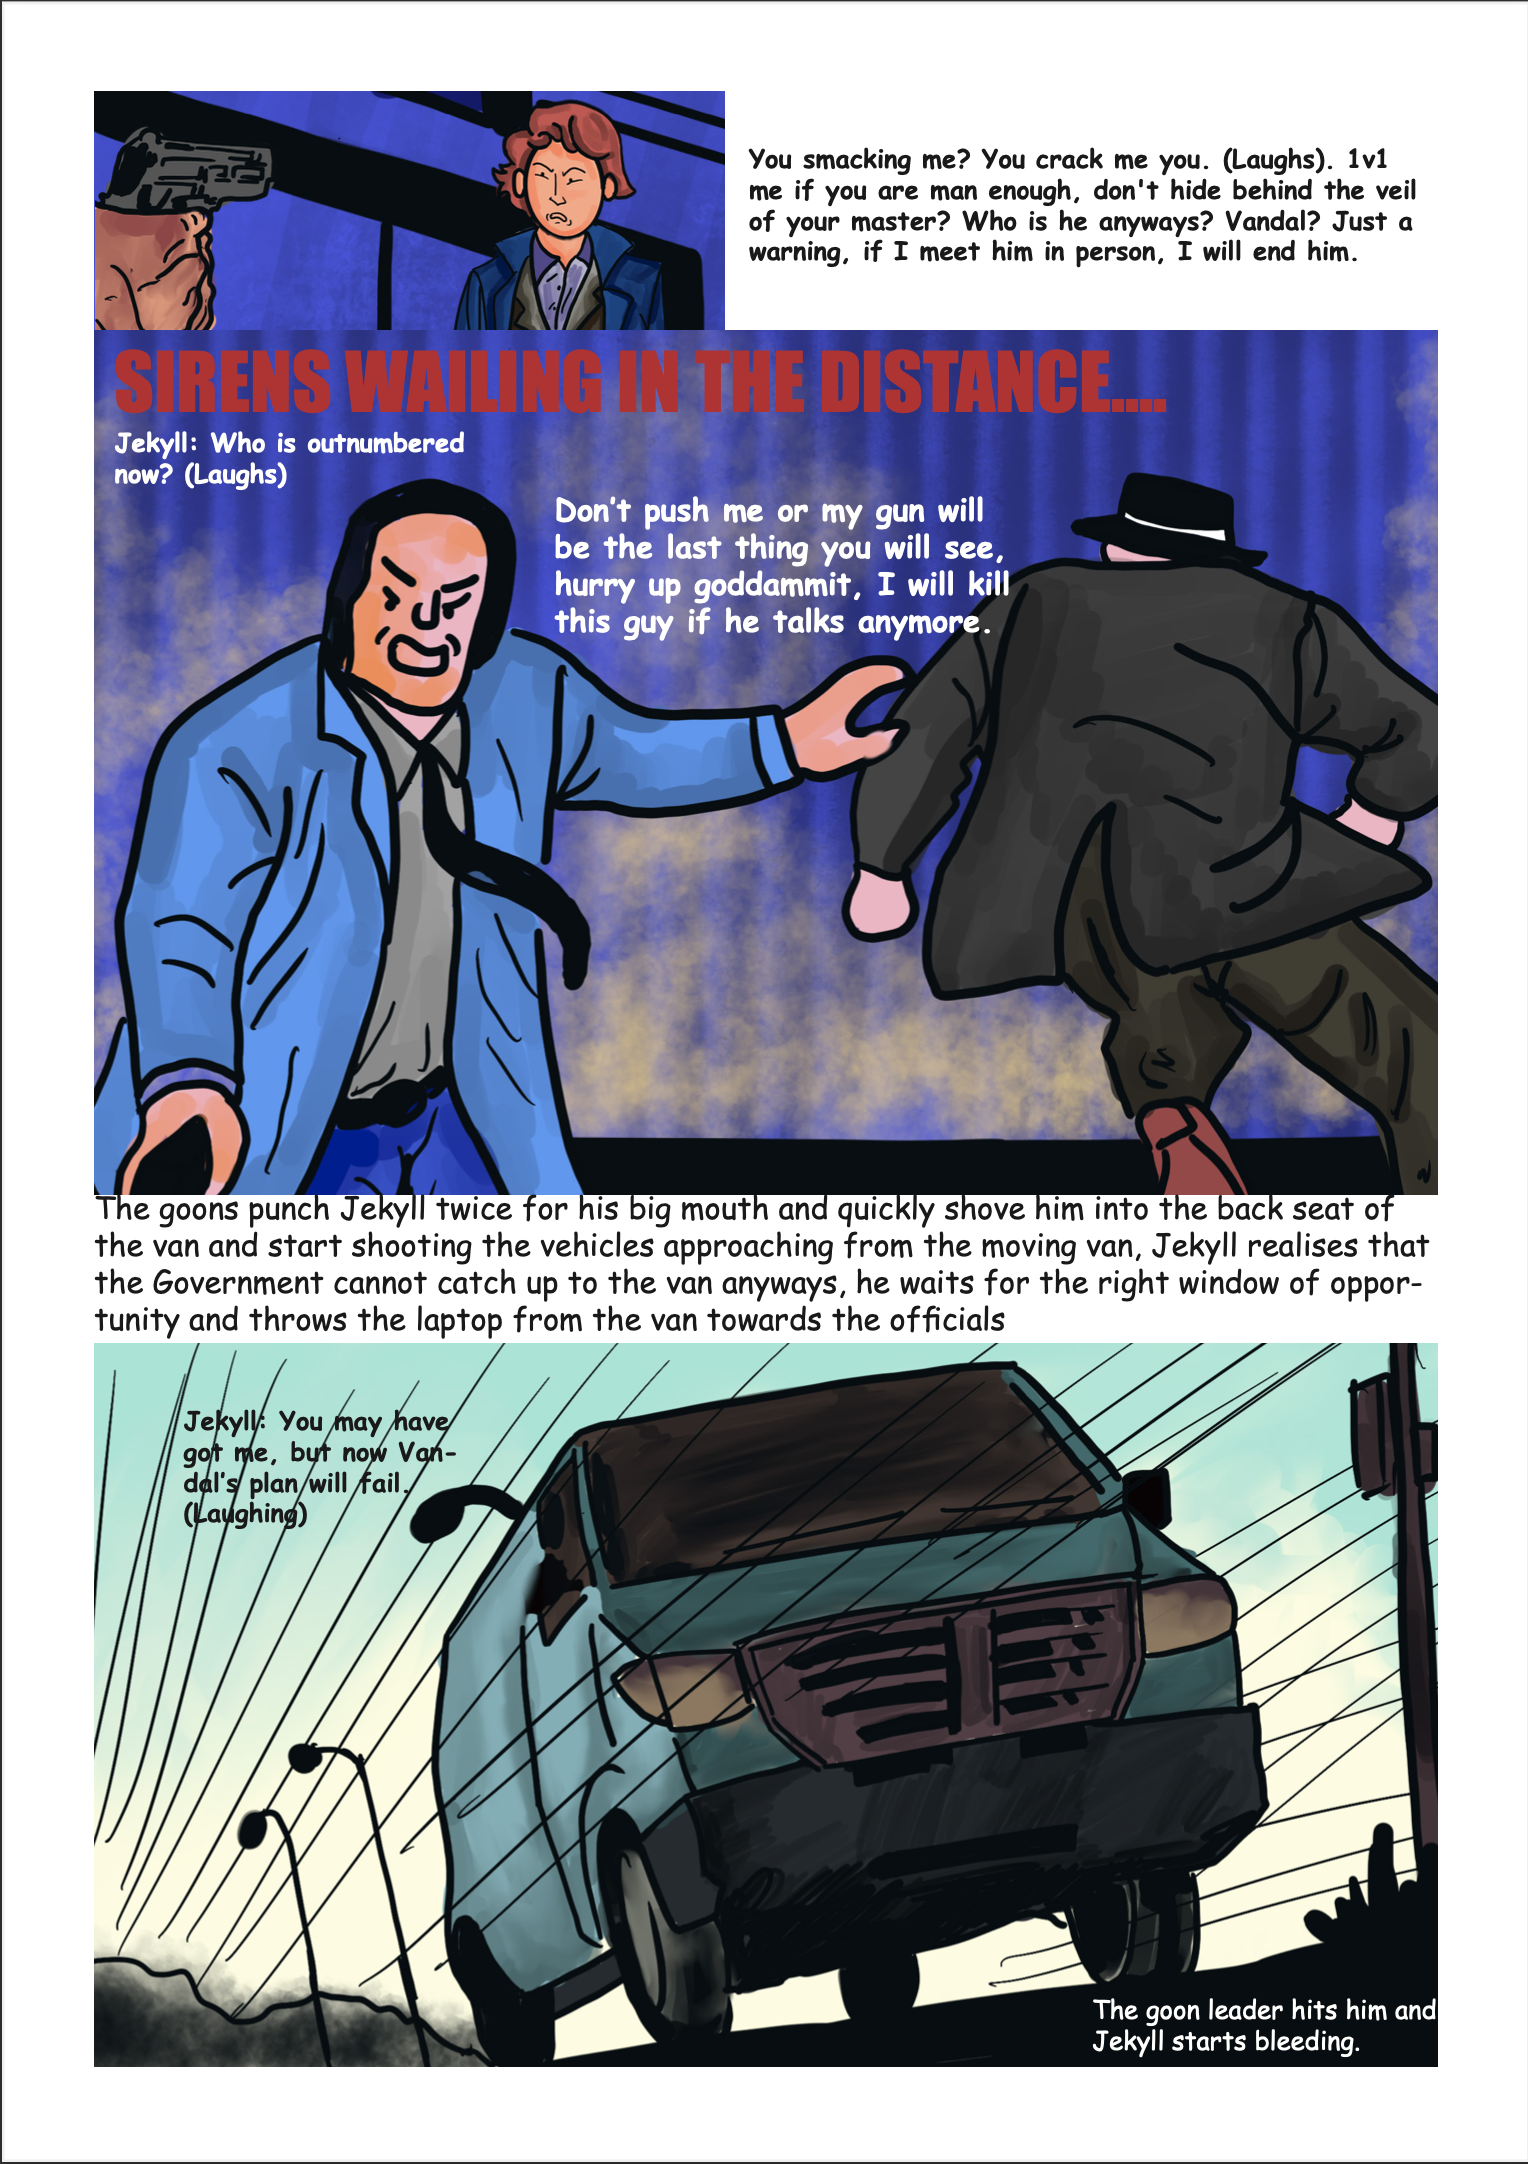 You smacking me? You crack me you. (Laughs). 1v1
me if you are man enough, don't hide behind the veil
of your master? Who is he anyways? Vandal? Just a
warning, if I meet him in person, I will end him.
SIRENS WAILING IN THE DISTANCE....
Jekyll: Who is outnumbered
now? (Laughs)
Don't push me or my gun will
be the last thing you will see,
hurry up goddammit, I will kill
this guy if he talks anymore.
The goons punch Jekyll twice for his big mouth and quickly shove him into the back seat of
the van and start shooting the vehicles approaching from the moving van, Jekyll realises that
the Government cannot catch up to the van anyways, he waits for the right window of oppor-
tunity and throws the laptop from the van towards the officials
Jekyll: You may have
got me, but now Van-
dal's plan will fail.
(Laughing)
The goon leader hits him and
Jekyll starts bleeding.